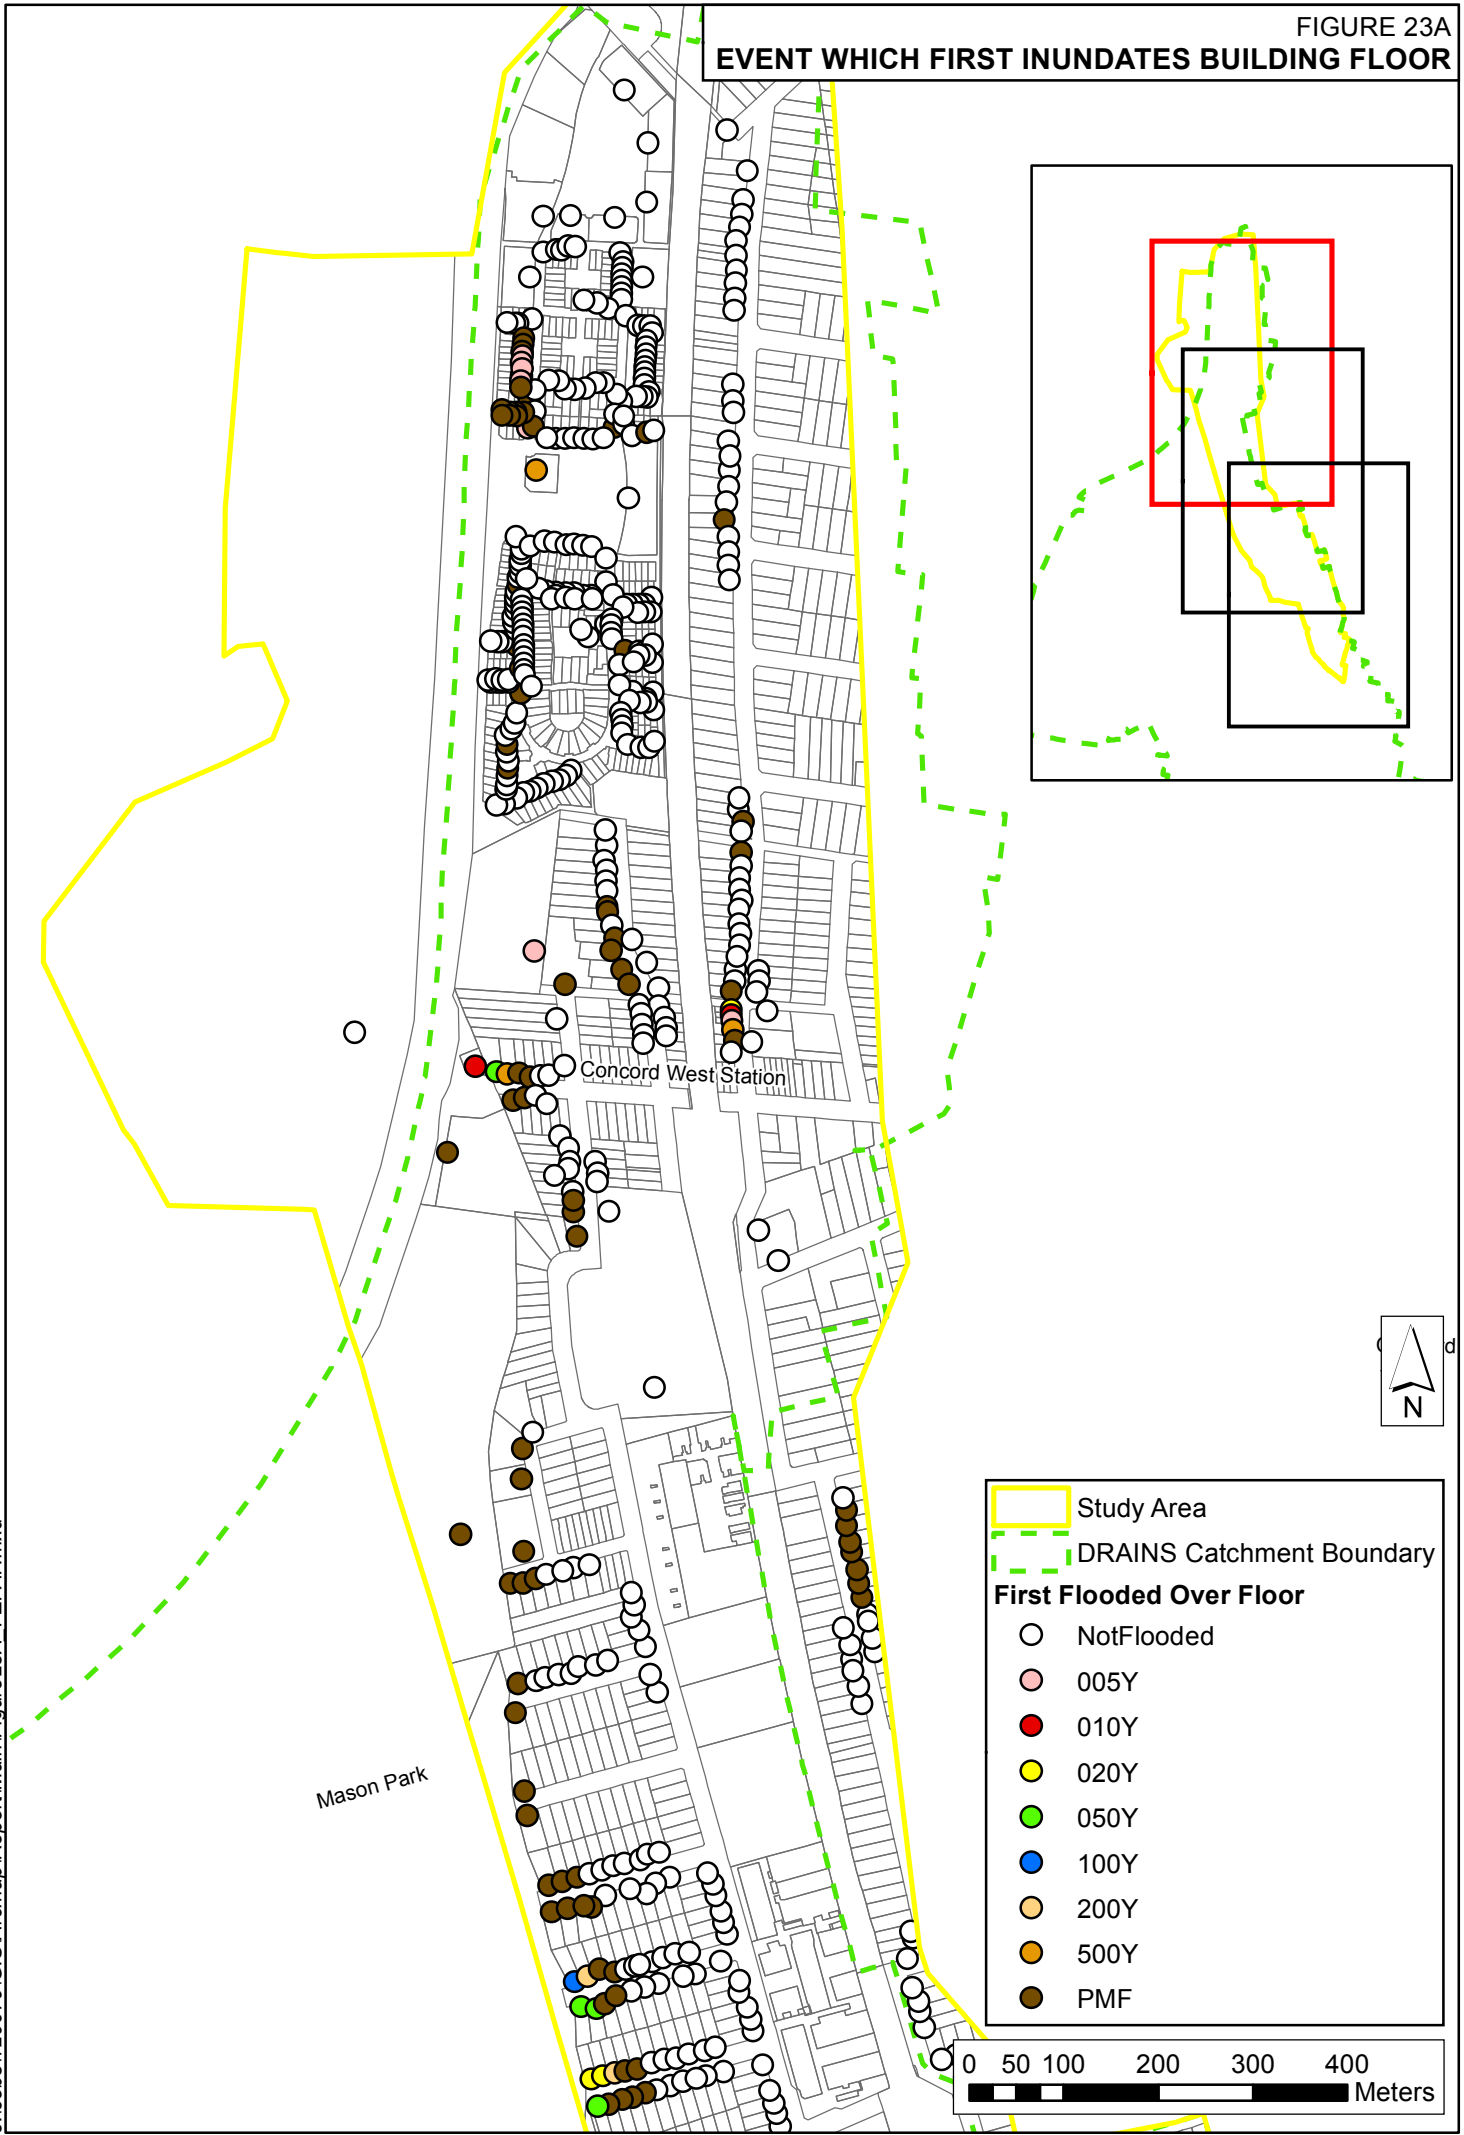 FIGURE 23A
EVENT WHICH FIRST INUNDATES BUILDING FLOOR
Concord West Station
N
Study Area
DRAINS Catchment Boundary
First Flooded Over Floor
NotFlooded
005Y
010Y
020Y
050Y
100Y
200Y
500Y
PMF
Mason Park
0 50 100 200 300 400
Meters